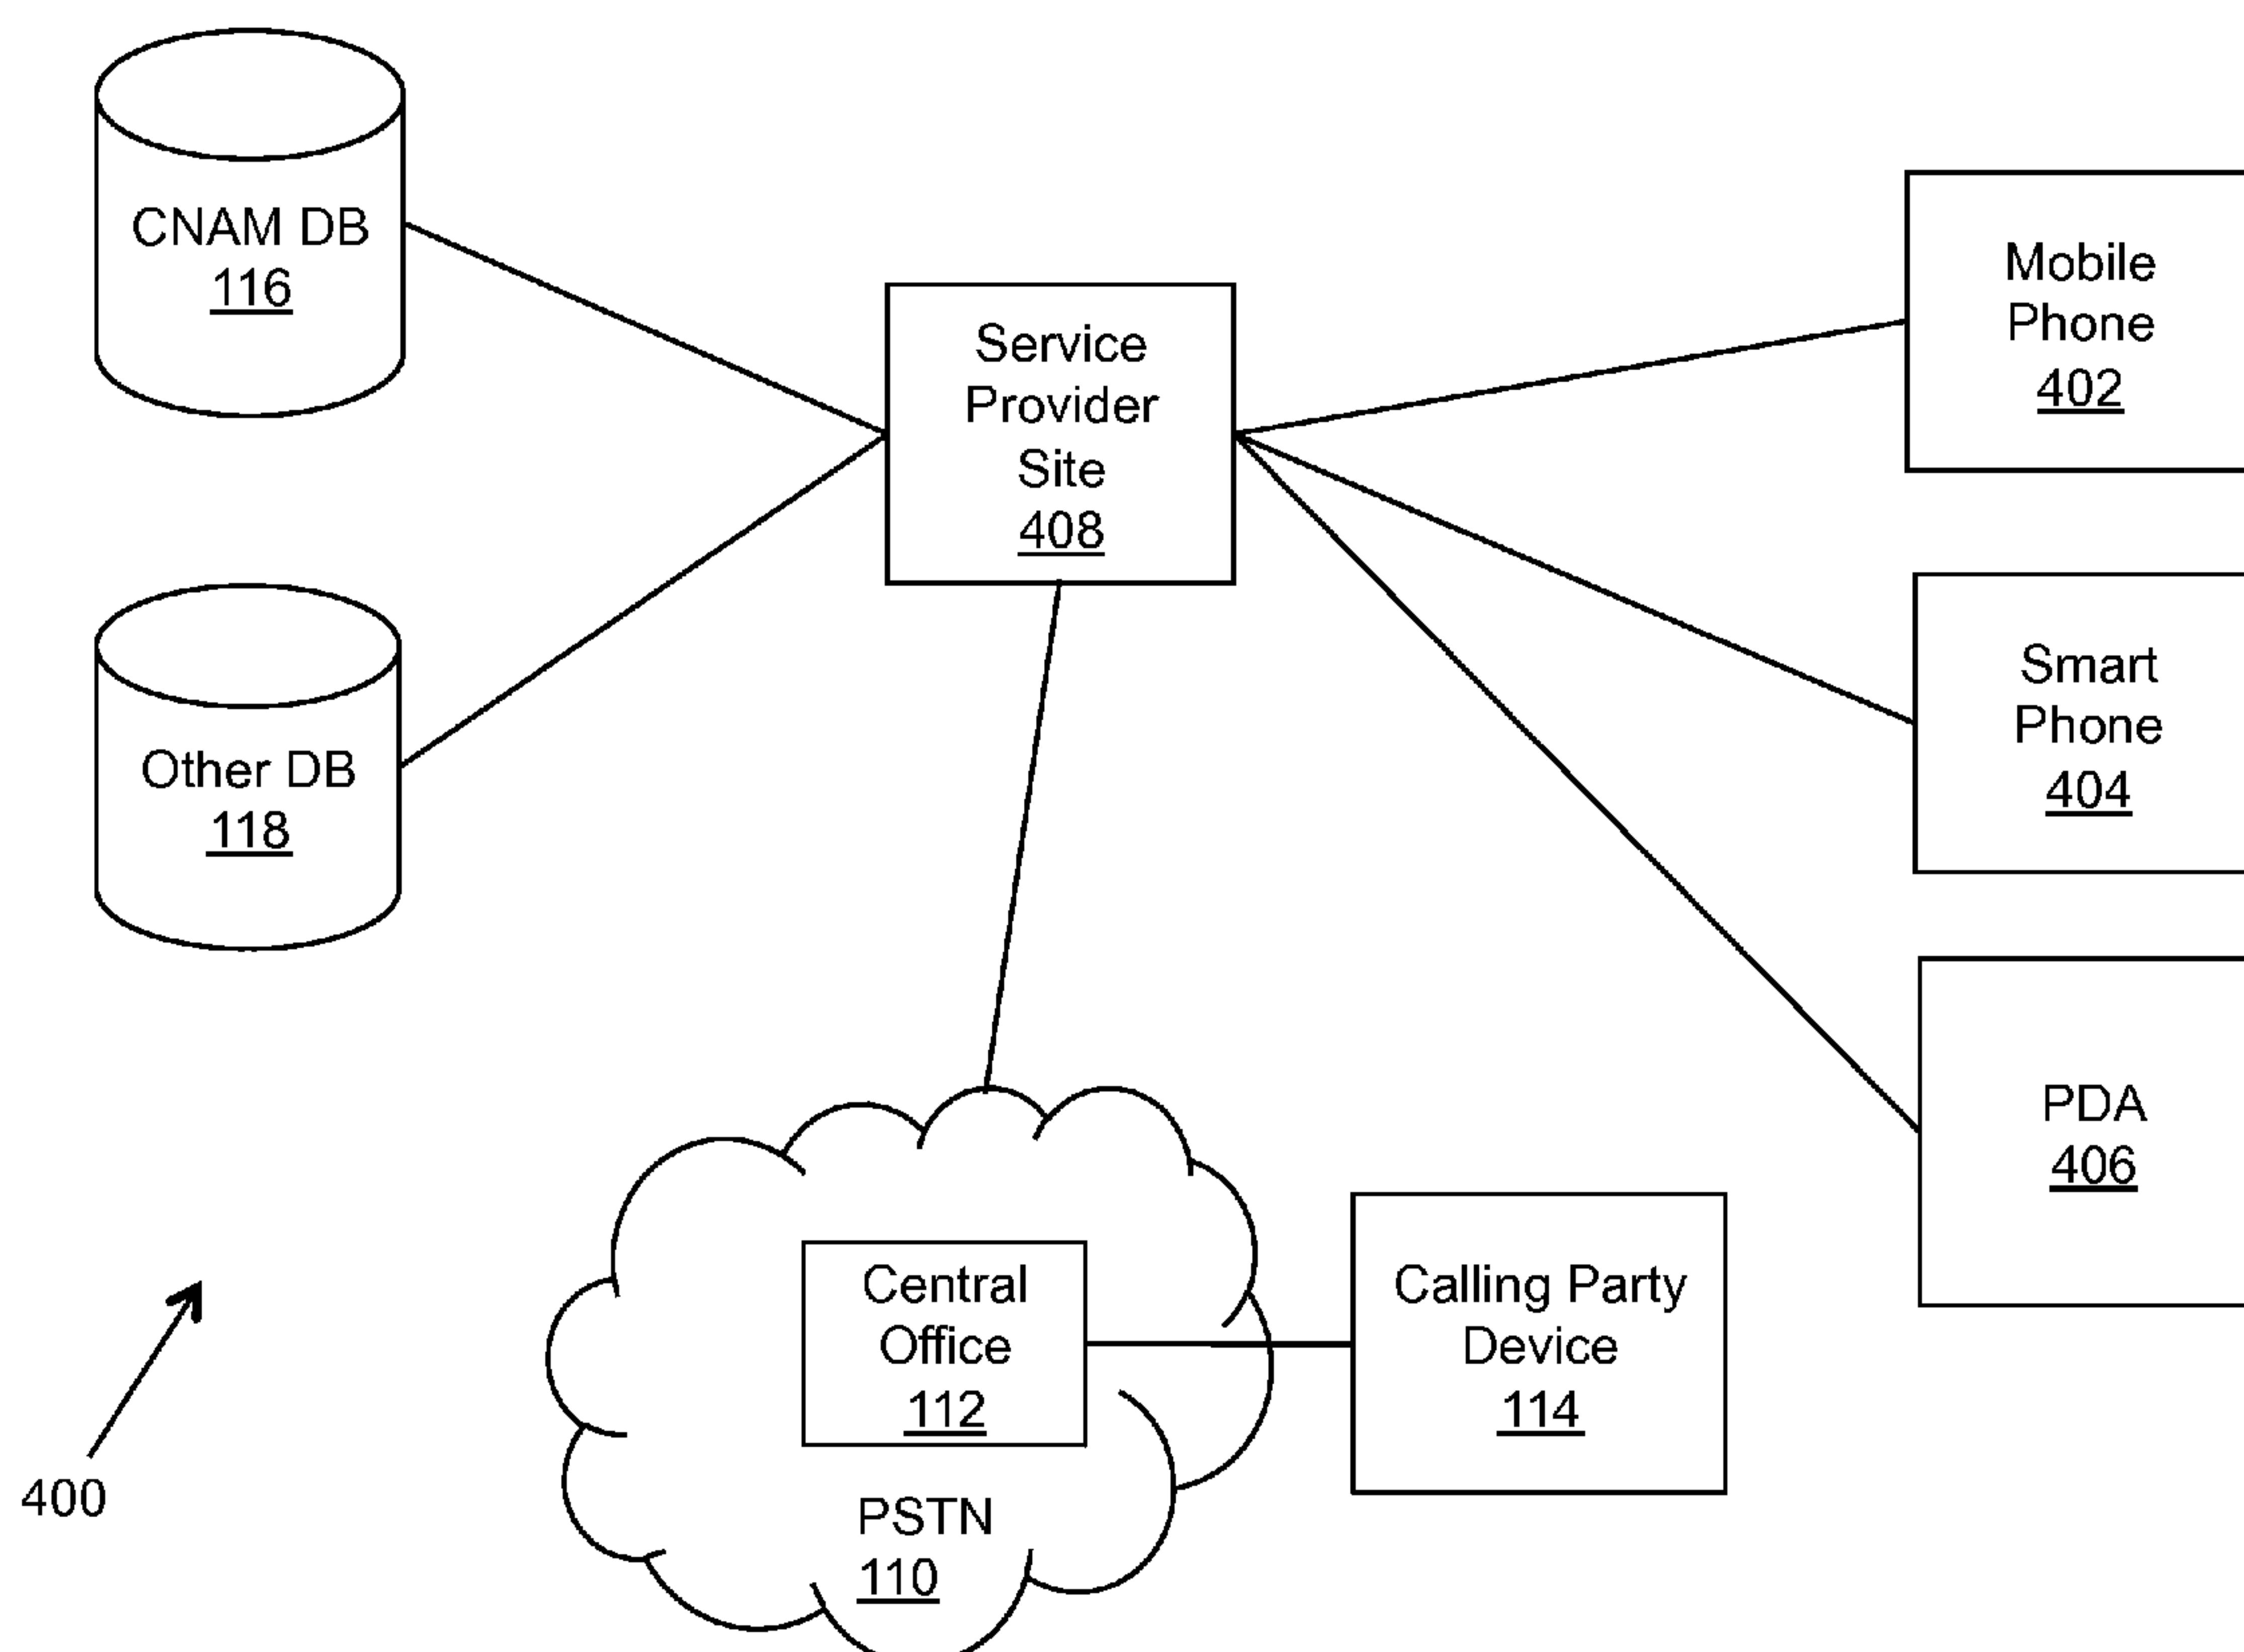 CNAM DB
116
Service
Provider
Site
408
Mobile
Phone
402
Other DB
118
Smart
Phone
404
PDA
406
Central
Office
112
Calling Party
Device
114
PSTN
110
400